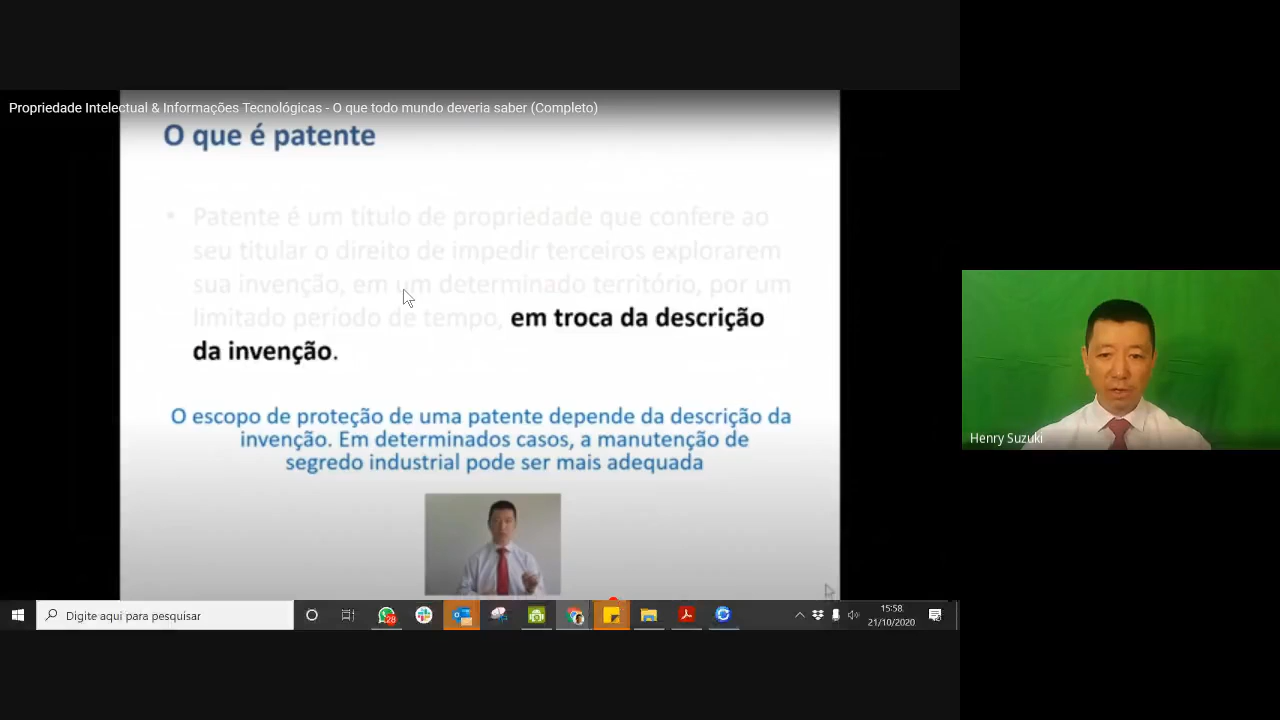 Propriedade Intelectual & Informações Tecnológicas - O que todo mundo deveria saber (Completo)
O que é patente
• Patente é um título de propriedade que confere ao
seu titular o direito de impedir terceiros explorarem
sua invenção, em um determinado território, por um
limitado período de tempo, em troca da descrição
da invenção.
O escopo de proteção de uma patente depende da descrição da
invenção. Em determinados casos, a manutenção de
segredo industrial pode ser mais adequada
Henry Suzuki
Digite aqui para pesquisar
28
15:58
21/10/2020